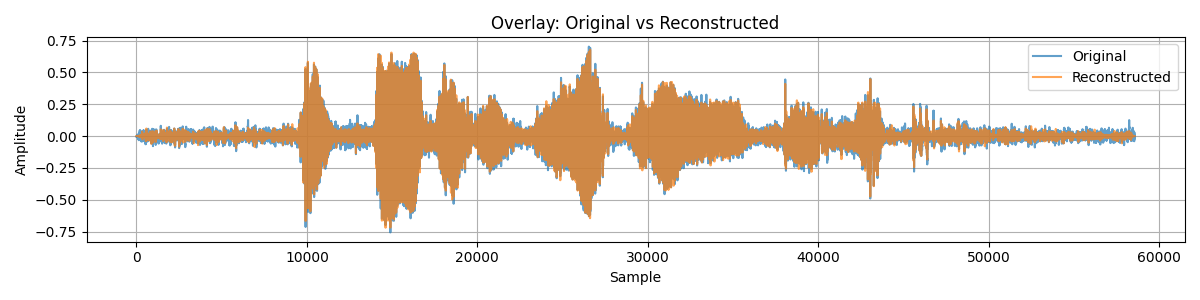 Overlay: Original vs Reconstructed
Original
Reconstructed
Amplitude
0.75
0.50
0.25
0.00
−0.25
−0.50
−0.75
0 10000 20000 30000 40000 50000 60000
Sample